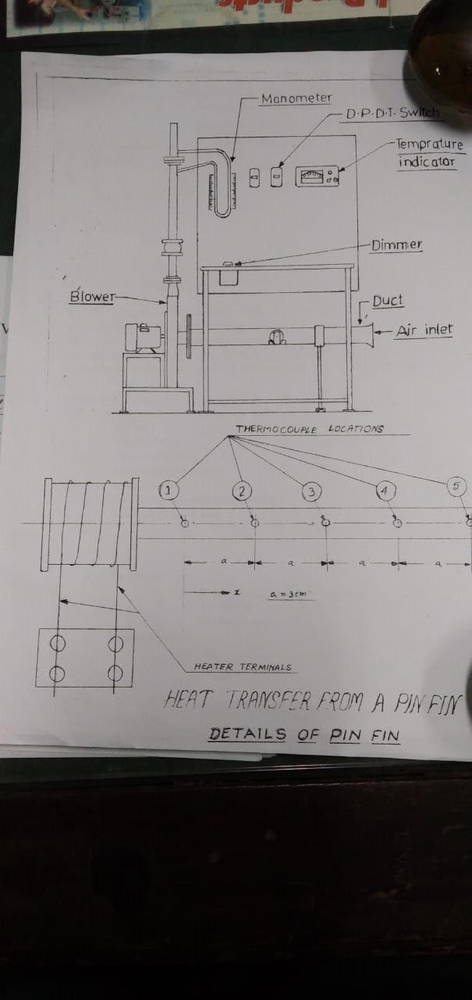 Products
Manometer
D.P.D.T. Switch
Temprature
indicator
Dimmer
Blower
Duct
Air inlet
THERMOCOUPLE LOCATIONS
1 2 3 4 5
a a a a
x a = 3cm
HEATER TERMINALS
HEAT TRANSFER FROM A PIN FIN
DETAILS OF PIN FIN